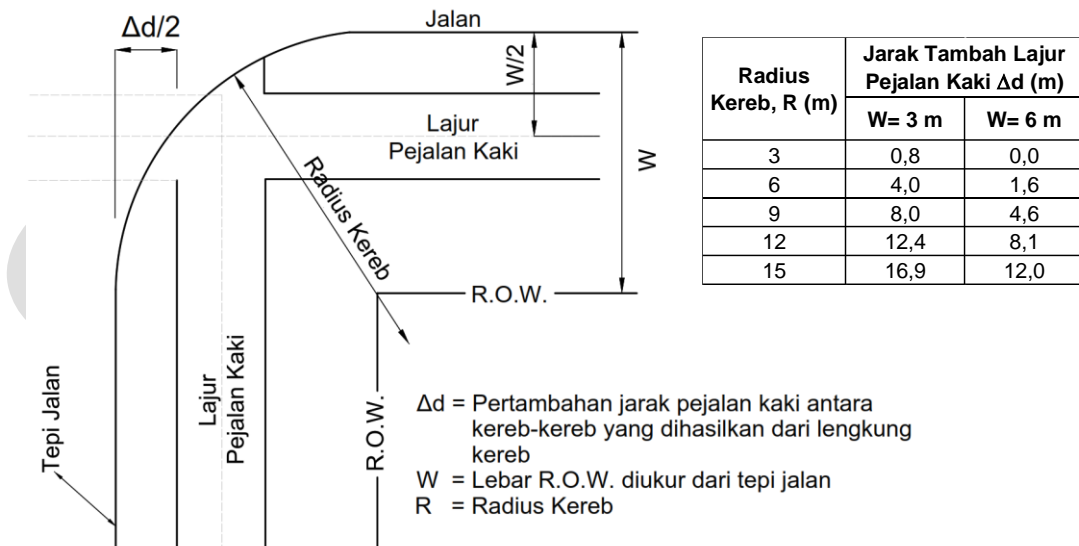 Δd/2
Jalan
W/2
Lajur
Pejalan Kaki
W
Radius Kereb
R.O.W.
R.O.W.
Lajur
Pejalan Kaki
Tepi Jalan
Radius
Kereb, R (m)
Jarak Tambah Lajur
Pejalan Kaki Δd (m)
W= 3 m W= 6 m
3 0,8 0,0
6 4,0 1,6
9 8,0 4,6
12 12,4 8,1
15 16,9 12,0
Δd = Pertambahan jarak pejalan kaki antara
kereb-kereb yang dihasilkan dari lengkung
kereb
W = Lebar R.O.W. diukur dari tepi jalan
R = Radius Kereb